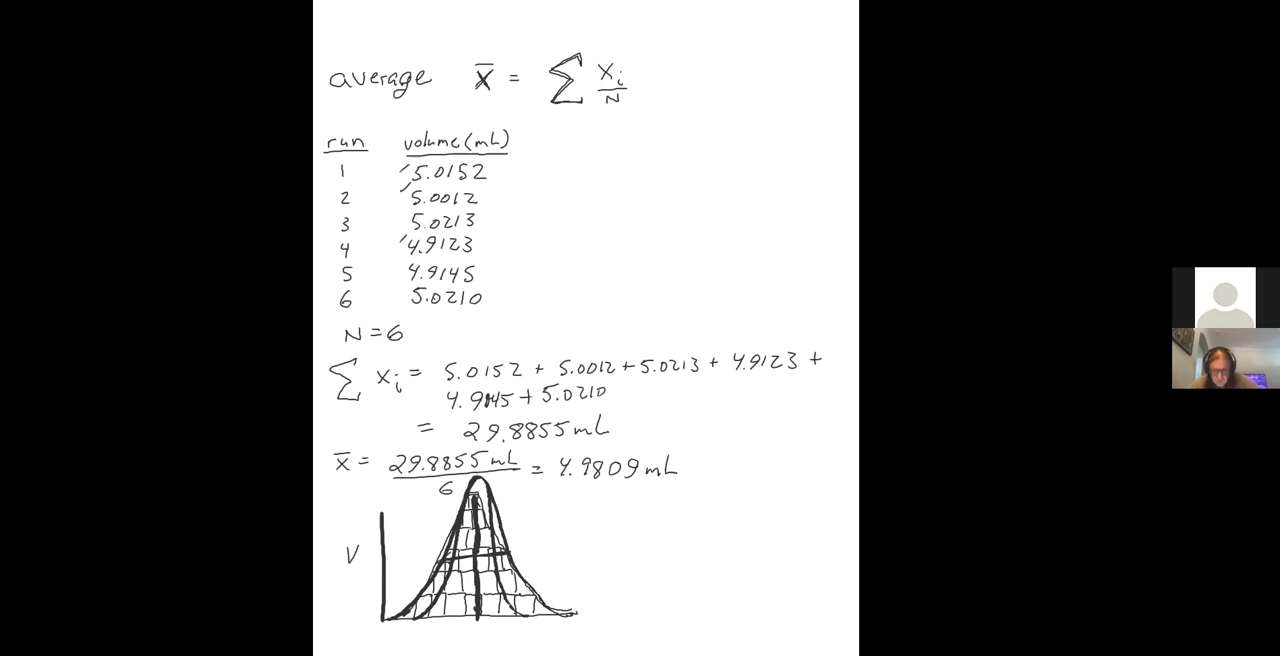 average x̄ = ∑ xᵢ/N
run volume(mL)
1 5.0152
2 5.0012
3 5.0213
4 4.9123
5 4.9145
6 5.0210
N = 6
∑ xᵢ = 5.0152 + 5.0012 + 5.0213 + 4.9123 +
4.9145 + 5.0210
= 29.8855 mL
x̄ = 29.8855 mL / 6 = 4.9809 mL
V